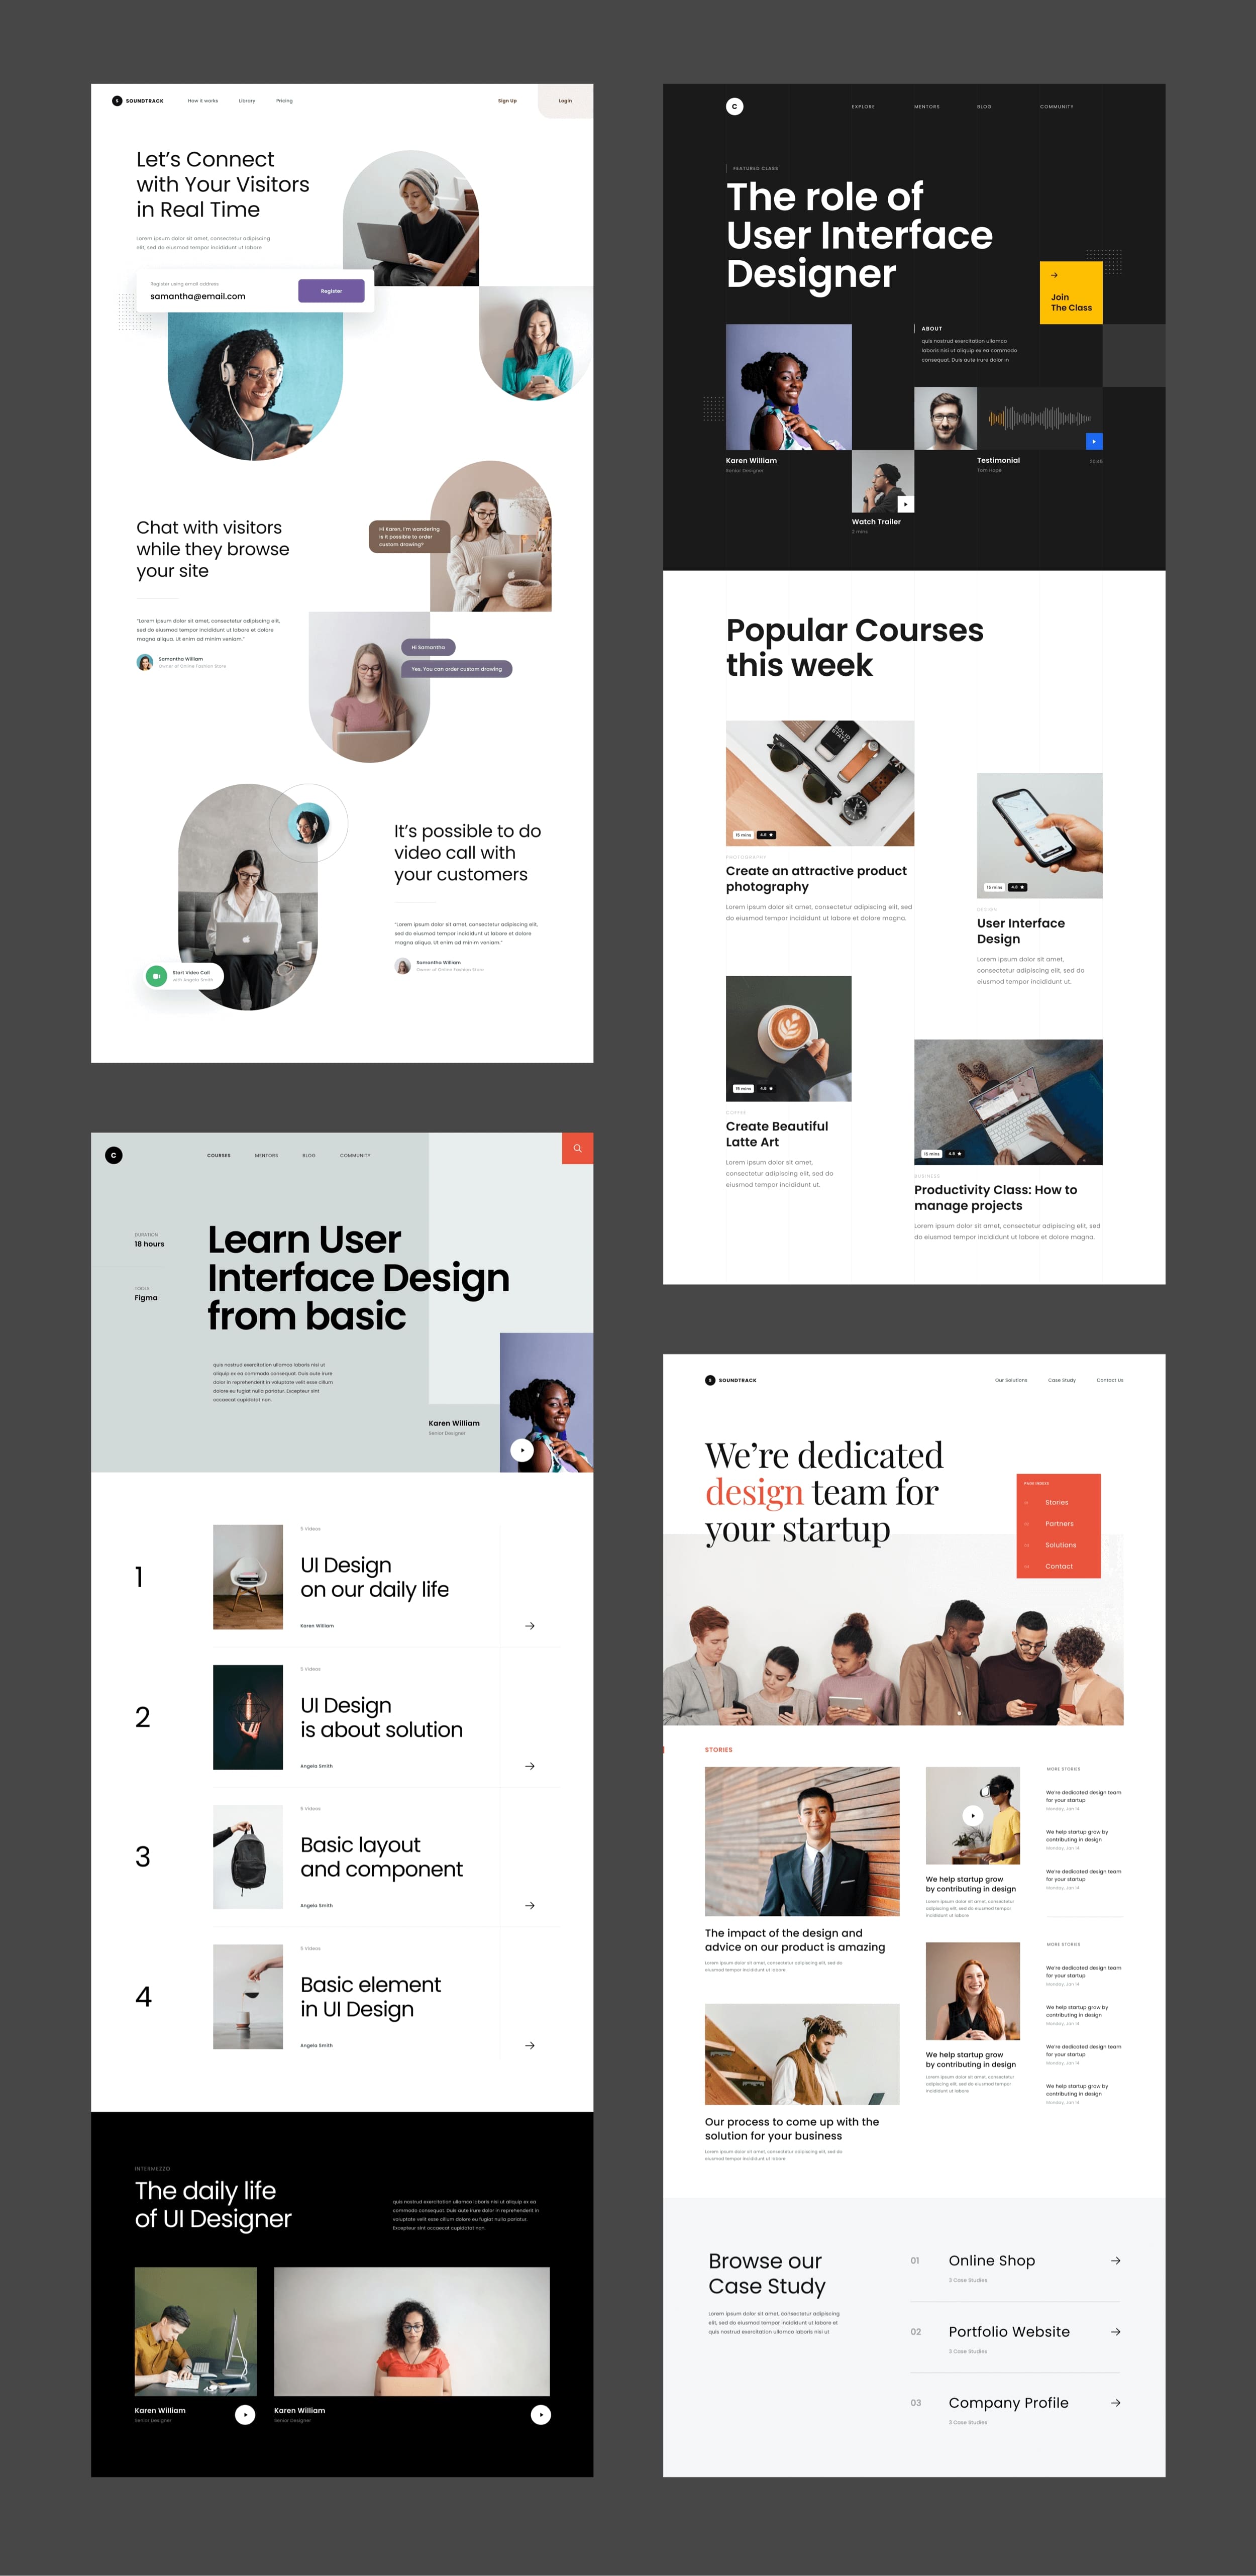 S SOUNDTRACK How it works Library Pricing Sign Up Login
Let's Connect
with Your Visitors
in Real Time
Lorem ipsum dolor sit amet, consectetur adipiscing
elit, sed do eiusmod tempor incididunt ut labore
Register using email address
samantha@email.com
Register
Hi Karen, I'm wandering
is it possible to order
custom drawing?
Chat with visitors
while they browse
your site
"Lorem ipsum dolor sit amet, consectetur adipiscing elit,
sed do eiusmod tempor incididunt ut labore et dolore
magna aliqua. Ut enim ad minim veniam."
Samantha William
Owner of Online Fashion Store
Hi Samantha
Yes, You can order custom drawing
It's possible to do
video call with
your customers
"Lorem ipsum dolor sit amet, consectetur adipiscing elit,
sed do eiusmod tempor incididunt ut labore et dolore
magna aliqua. Ut enim ad minim veniam."
Samantha William
Owner of Online Fashion Store
Start Video Call
with Angela Smith
C EXPLORE MENTORS BLOG COMMUNITY
FEATURED CLASS
The role of
User Interface
Designer
Join
The Class
ABOUT
quis nostrud exercitation ullamco
laboris nisi ut aliquip ex ea commodo
consequat. Duis aute irure dolor in
Karen William
Senior Designer
Testimonial
Tom Hope
20:45
Watch Trailer
2 mins
Popular Courses
this week
SOLID
STATE
15 mins 4.8
PHOTOGRAPHY
Create an attractive product
photography
Lorem ipsum dolor sit amet, consectetur adipiscing elit, sed
do eiusmod tempor incididunt ut labore et dolore magna.
15 mins 4.8
DESIGN
User Interface
Design
Lorem ipsum dolor sit amet,
consectetur adipiscing elit, sed do
eiusmod tempor incididunt ut.
15 mins 4.8
COFFEE
Create Beautiful
Latte Art
Lorem ipsum dolor sit amet,
consectetur adipiscing elit, sed do
eiusmod tempor incididunt ut.
15 mins 4.8
BUSINESS
Productivity Class: How to
manage projects
Lorem ipsum dolor sit amet, consectetur adipiscing elit, sed
do eiusmod tempor incididunt ut labore et dolore magna.
C COURSES MENTORS BLOG COMMUNITY
DURATION
18 hours
TOOLS
Figma
Learn User
Interface Design
from basic
quis nostrud exercitation ullamco laboris nisi ut
aliquip ex ea commodo consequat. Duis aute irure
dolor in reprehenderit in voluptate velit esse cillum
dolore eu fugiat nulla pariatur. Excepteur sint
occaecat cupidatat non.
Karen William
Senior Designer
1
5 Videos
UI Design
on our daily life
Karen William
2
5 Videos
UI Design
is about solution
Angela Smith
3
5 Videos
Basic layout
and component
Angela Smith
4
5 Videos
Basic element
in UI Design
Angela Smith
INTERMEZZO
The daily life
of UI Designer
quis nostrud exercitation ullamco laboris nisi ut aliquip ex ea
commodo consequat. Duis aute irure dolor in reprehenderit in
voluptate velit esse cillum dolore eu fugiat nulla pariatur.
Excepteur sint occaecat cupidatat non.
Karen William
Senior Designer
Karen William
Senior Designer
S SOUNDTRACK Our Solutions Case Study Contact Us
We're dedicated
design team for
your startup
PAGE INDEX
01 Stories
02 Partners
03 Solutions
04 Contact
STORIES
The impact of the design and
advice on our product is amazing
Lorem ipsum dolor sit amet, consectetur adipiscing elit, sed do
eiusmod tempor incididunt ut labore
Our process to come up with the
solution for your business
Lorem ipsum dolor sit amet, consectetur adipiscing elit, sed do
eiusmod tempor incididunt ut labore
We help startup grow
by contributing in design
Lorem ipsum dolor sit amet, consectetur
adipiscing elit, sed do eiusmod tempor
incididunt ut labore
We help startup grow
by contributing in design
Lorem ipsum dolor sit amet, consectetur
adipiscing elit, sed do eiusmod tempor
incididunt ut labore
MORE STORIES
We're dedicated design team
for your startup
Monday, Jan 14
We help startup grow by
contributing in design
Monday, Jan 14
We're dedicated design team
for your startup
Monday, Jan 14
MORE STORIES
We're dedicated design team
for your startup
Monday, Jan 14
We help startup grow by
contributing in design
Monday, Jan 14
We're dedicated design team
for your startup
Monday, Jan 14
We help startup grow by
contributing in design
Monday, Jan 14
Browse our
Case Study
Lorem ipsum dolor sit amet, consectetur adipiscing
elit, sed do eiusmod tempor incididunt ut labore et
quis nostrud exercitation ullamco laboris nisi ut
01 Online Shop
3 Case Studies
02 Portfolio Website
3 Case Studies
03 Company Profile
3 Case Studies